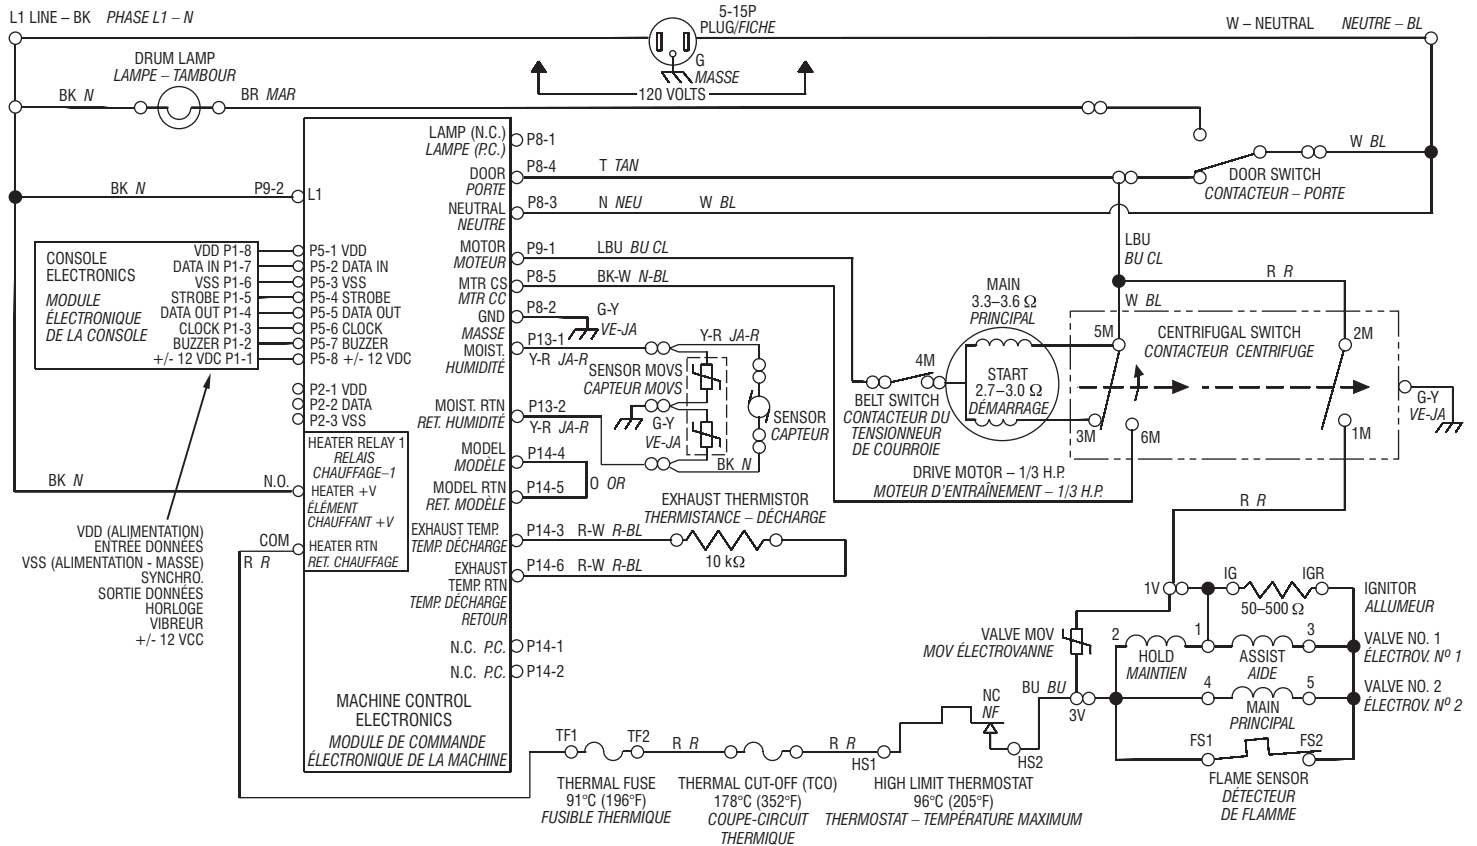 L1 LINE – BK PHASE L1 – N
5-15P
PLUG/FICHE
W – NEUTRAL NEUTRE – BL
G
MASSE
120 VOLTS
DRUM LAMP
LAMPE – TAMBOUR
BK N
BR MAR
LAMP (N.C.)
LAMPE (P.C.)
P8-1
DOOR
PORTE
P8-4
T TAN
W BL
DOOR SWITCH
CONTACTEUR – PORTE
BK N
P9-2
L1
NEUTRAL
NEUTRE
P8-3
N NEU
W BL
MOTOR
MOTEUR
P9-1
LBU BU CL
MTR CS
MTR CC
P8-5
BK-W N-BL
GND
MASSE
P8-2
G-Y
VE-JA
MOIST.
HUMIDITÉ
P13-1
Y-R JA-R
CONSOLE
ELECTRONICS
MODULE
ÉLECTRONIQUE
DE LA CONSOLE
VDD P1-8
DATA IN P1-7
VSS P1-6
STROBE P1-5
DATA OUT P1-4
CLOCK P1-3
BUZZER P1-2
+/- 12 VDC P1-1
P5-1 VDD
P5-2 DATA IN
P5-3 VSS
P5-4 STROBE
P5-5 DATA OUT
P5-6 CLOCK
P5-7 BUZZER
P5-8 +/- 12 VDC
P2-1 VDD
P2-2 DATA
P2-3 VSS
Y-R JA-R
SENSOR MOVS
CAPTEUR MOVS
G-Y
VE-JA
BK N
SENSOR
CAPTEUR
MOIST. RTN
RET. HUMIDITÉ
P13-2
Y-R JA-R
MODEL
MODÈLE
P14-4
MODEL RTN
RET. MODÈLE
P14-5
O OR
EXHAUST TEMP.
TEMP. DÉCHARGE
P14-3
R-W R-BL
EXHAUST
TEMP. RTN
TEMP. DÉCHARGE
RETOUR
P14-6
R-W R-BL
EXHAUST THERMISTOR
THERMISTANCE – DÉCHARGE
10 kΩ
N.C. P.C.
P14-1
N.C. P.C.
P14-2
MACHINE CONTROL
ELECTRONICS
MODULE DE COMMANDE
ÉLECTRONIQUE DE LA MACHINE
HEATER RELAY 1
RELAIS
CHAUFFAGE–1
HEATER +V
ÉLÉMENT
CHAUFFANT +V
HEATER RTN
RET. CHAUFFAGE
BK N
N.O.
COM
R R
VDD (ALIMENTATION)
ENTRÉE DONNÉES
VSS (ALIMENTATION - MASSE)
SYNCHRO.
SORTIE DONNÉES
HORLOGE
VIBREUR
+/- 12 VCC
LBU
BU CL
R R
W BL
MAIN
3.3–3.6 Ω
PRINCIPAL
START
2.7–3.0 Ω
DÉMARRAGE
4M
BELT SWITCH
CONTACTEUR DU
TENSIONNEUR
DE COURROIE
5M
CENTRIFUGAL SWITCH
CONTACTEUR CENTRIFUGE
2M
3M
6M
1M
G-Y
VE-JA
DRIVE MOTOR – 1/3 H.P.
MOTEUR D'ENTRAÎNEMENT – 1/3 H.P.
R R
1V
IG
IGR
50–500 Ω
IGNITOR
ALLUMEUR
VALVE MOV
MOV ÉLECTROVANNE
2
1
3
HOLD
MAINTIEN
ASSIST
AIDE
VALVE NO. 1
ÉLECTROV. Nº 1
BU BU
3V
4
5
MAIN
PRINCIPAL
VALVE NO. 2
ÉLECTROV. Nº 2
FS1
FS2
FLAME SENSOR
DÉTECTEUR
DE FLAMME
TF1
TF2
R R
R R
HS1
NC
NF
HS2
THERMAL FUSE
91°C (196°F)
FUSIBLE THERMIQUE
THERMAL CUT-OFF (TCO)
178°C (352°F)
COUPE-CIRCUIT
THERMIQUE
HIGH LIMIT THERMOSTAT
96°C (205°F)
THERMOSTAT – TEMPÉRATURE MAXIMUM